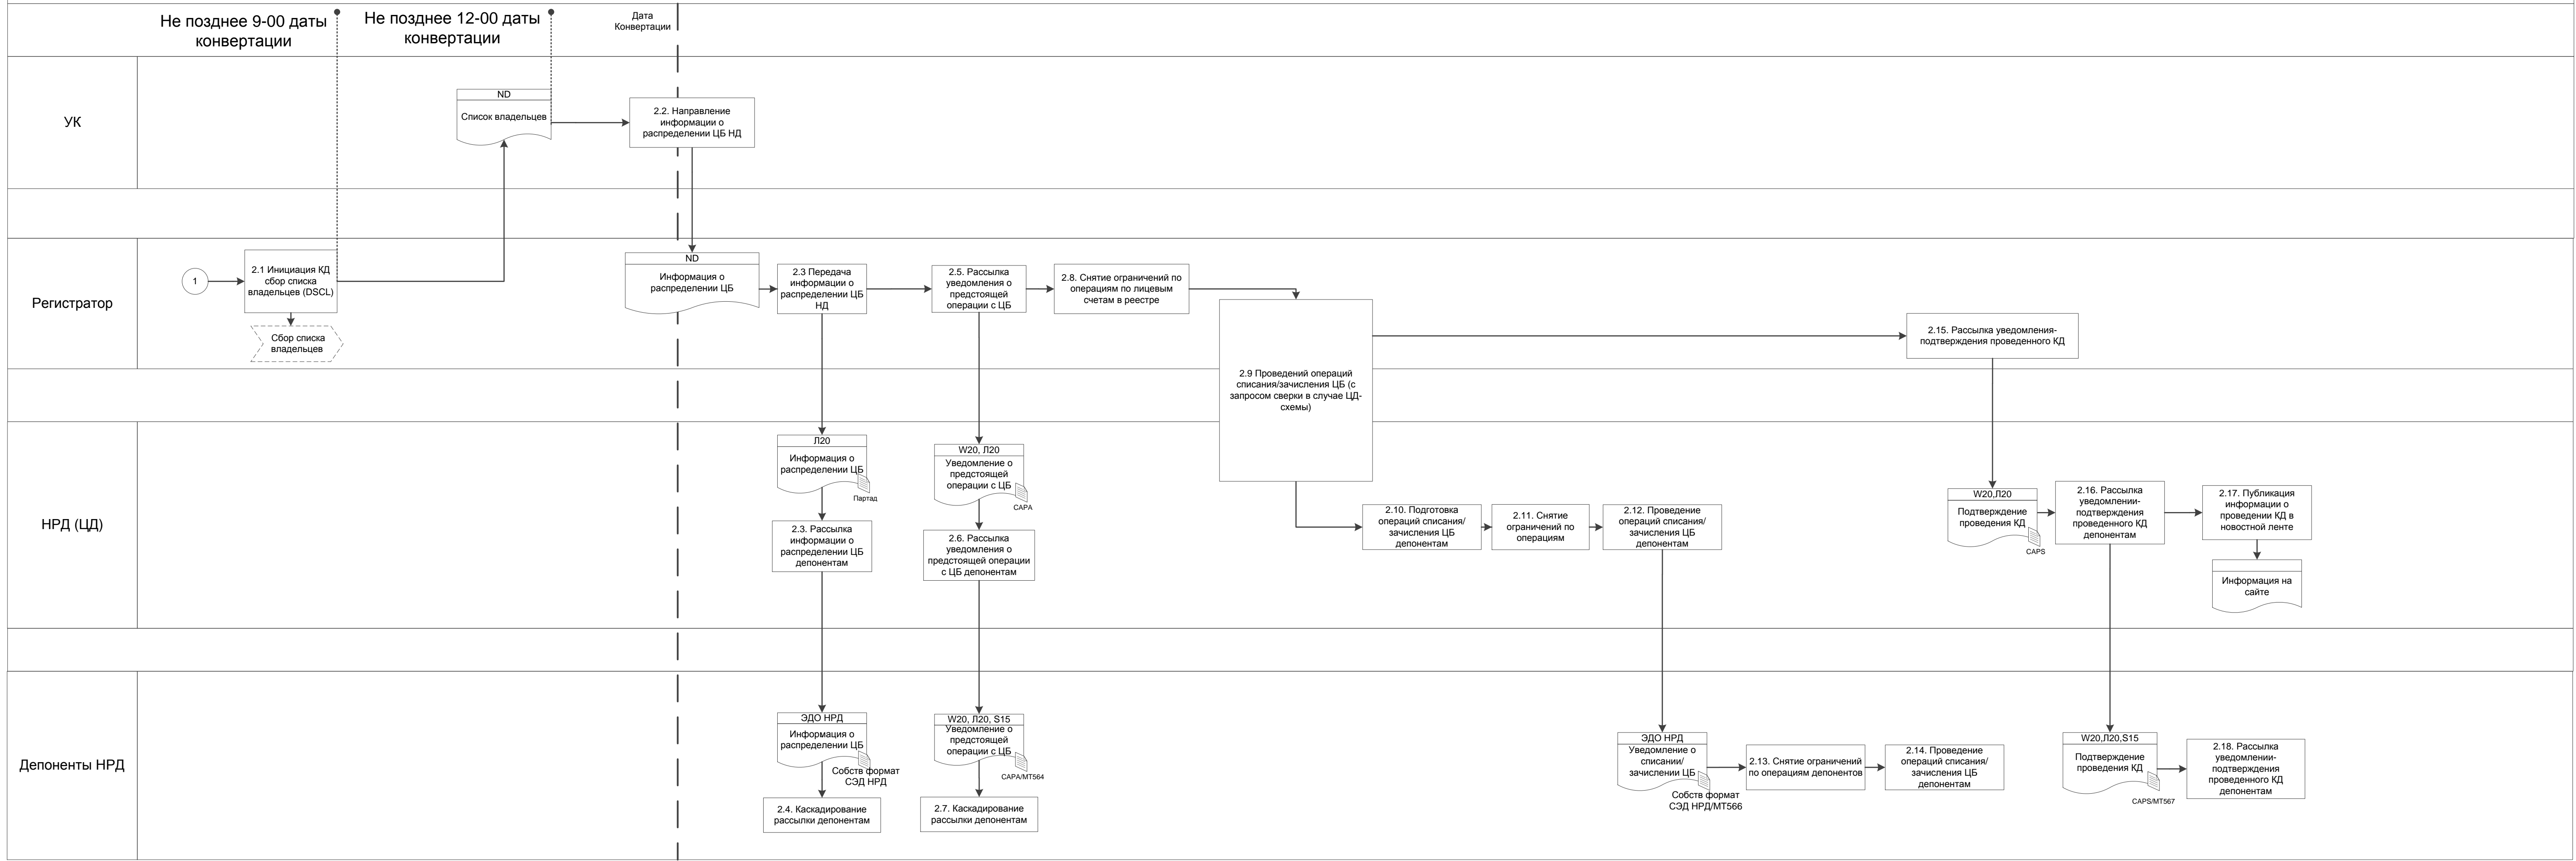 Не позднее 9-00 даты
конвертации
Не позднее 12-00 даты
конвертации
Дата
Конвертации
УК
ND
Список владельцев
2.2. Направление
информации о
распределении ЦБ НД
Регистратор
1
2.1 Инициация КД
сбор списка
владельцев (DSCL)
Сбор списка
владельцев
ND
Информация о
распределении ЦБ
2.3 Передача
информации о
распределении ЦБ
НД
2.5. Рассылка
уведомления о
предстоящей
операции с ЦБ
2.8. Снятие ограничений по
операциям по лицевым
счетам в реестре
2.9 Проведений операций
списания/зачисления ЦБ (с
запросом сверки в случае ЦД-
схемы)
2.15. Рассылка уведомления-
подтверждения проведенного КД
НРД (ЦД)
Л20
Информация о
распределении ЦБ
Партад
2.3. Рассылка
информации о
распределении ЦБ
депонентам
W20, Л20
Уведомление о
предстоящей
операции с ЦБ
CAPA
2.6. Рассылка
уведомления о
предстоящей операции
с ЦБ депонентам
2.10. Подготовка
операций списания/
зачисления ЦБ
депонентам
2.11. Снятие
ограничений по
операциям
2.12. Проведение
операций списания/
зачисления ЦБ
депонентам
W20,Л20
Подтверждение
проведения КД
CAPS
2.16. Рассылка
уведомлении-
подтверждения
проведенного КД
депонентам
2.17. Публикация
информации о
проведении КД в
новостной ленте
Информация на
сайте
Депоненты НРД
ЭДО НРД
Информация о
распределении ЦБ
Собств формат
СЭД НРД
2.4. Каскадирование
рассылки депонентам
W20, Л20, S15
Уведомление о
предстоящей
операции с ЦБ
CAPA/MT564
2.7. Каскадирование
рассылки депонентам
ЭДО НРД
Уведомление о
списании/
зачислении ЦБ
Собств формат
СЭД НРД/MT566
2.13. Снятие ограничений
по операциям депонентов
2.14. Проведение
операций списания/
зачисления ЦБ
депонентам
W20,Л20,S15
Подтверждение
проведения КД
CAPS/MT567
2.18. Рассылка
уведомлении-
подтверждения
проведенного КД
депонентам